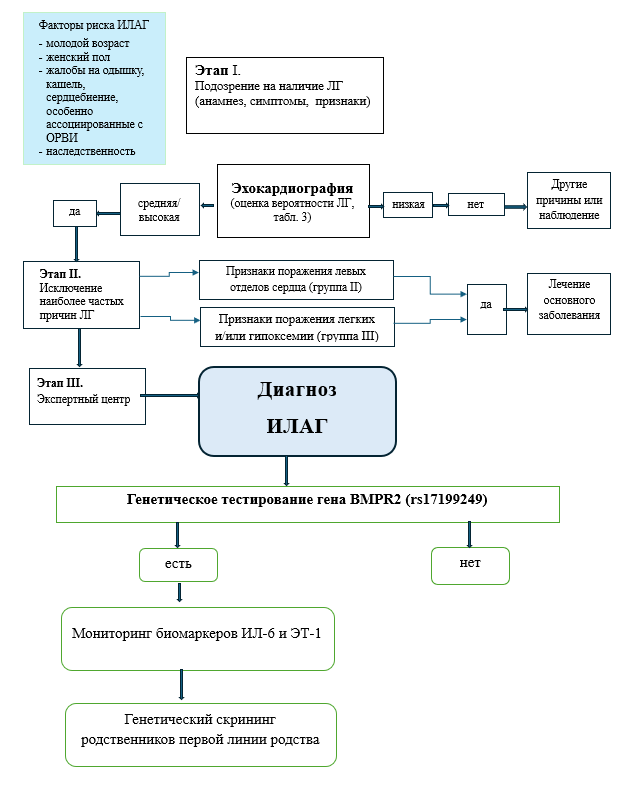 Факторы риска ИЛАГ
- молодой возраст
- женский пол
- жалобы на одышку,
кашель,
сердцебиение,
особенно
ассоциированные с
ОРВИ
- наследственность
Этап I.
Подозрение на наличие ЛГ
(анамнез, симптомы, признаки)
Эхокардиография
(оценка вероятности ЛГ,
табл. 3)
средняя/
высокая
да
низкая
нет
Другие
причины или
наблюдение
Этап II.
Исключение
наиболее частых
причин ЛГ
Признаки поражения левых
отделов сердца (группа II)
Признаки поражения легких
и/или гипоксемии (группа III)
да
Лечение
основного
заболевания
Этап III.
Экспертный центр
Диагноз
ИЛАГ
Генетическое тестирование гена BMPR2 (rs17199249)
есть
нет
Мониторинг биомаркеров ИЛ-6 и ЭТ-1
Генетический скрининг
родственников первой линии родства